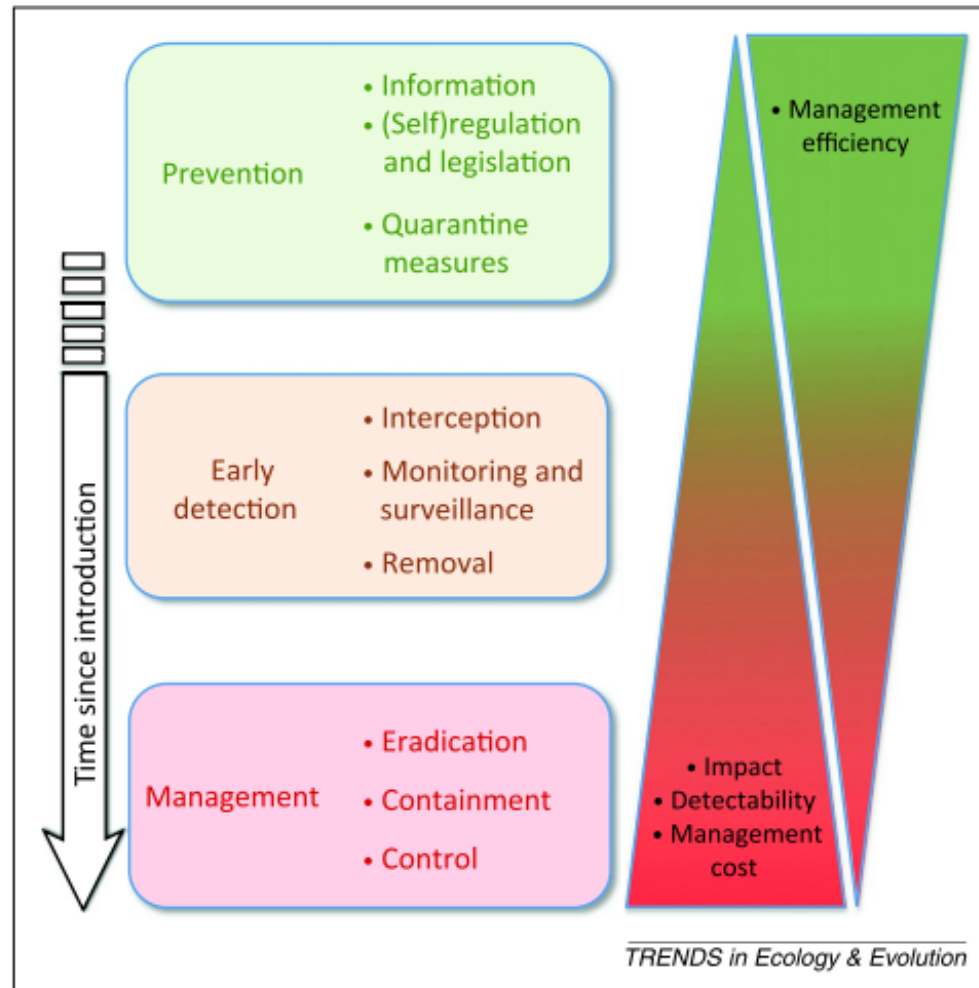 Prevention
• Information
• (Self)regulation
and legislation
• Quarantine
measures
• Management
efficiency
Time since introduction
Early
detection
• Interception
• Monitoring and
surveillance
• Removal
Management
• Eradication
• Containment
• Control
• Impact
• Detectability
• Management
cost
TRENDS in Ecology & Evolution